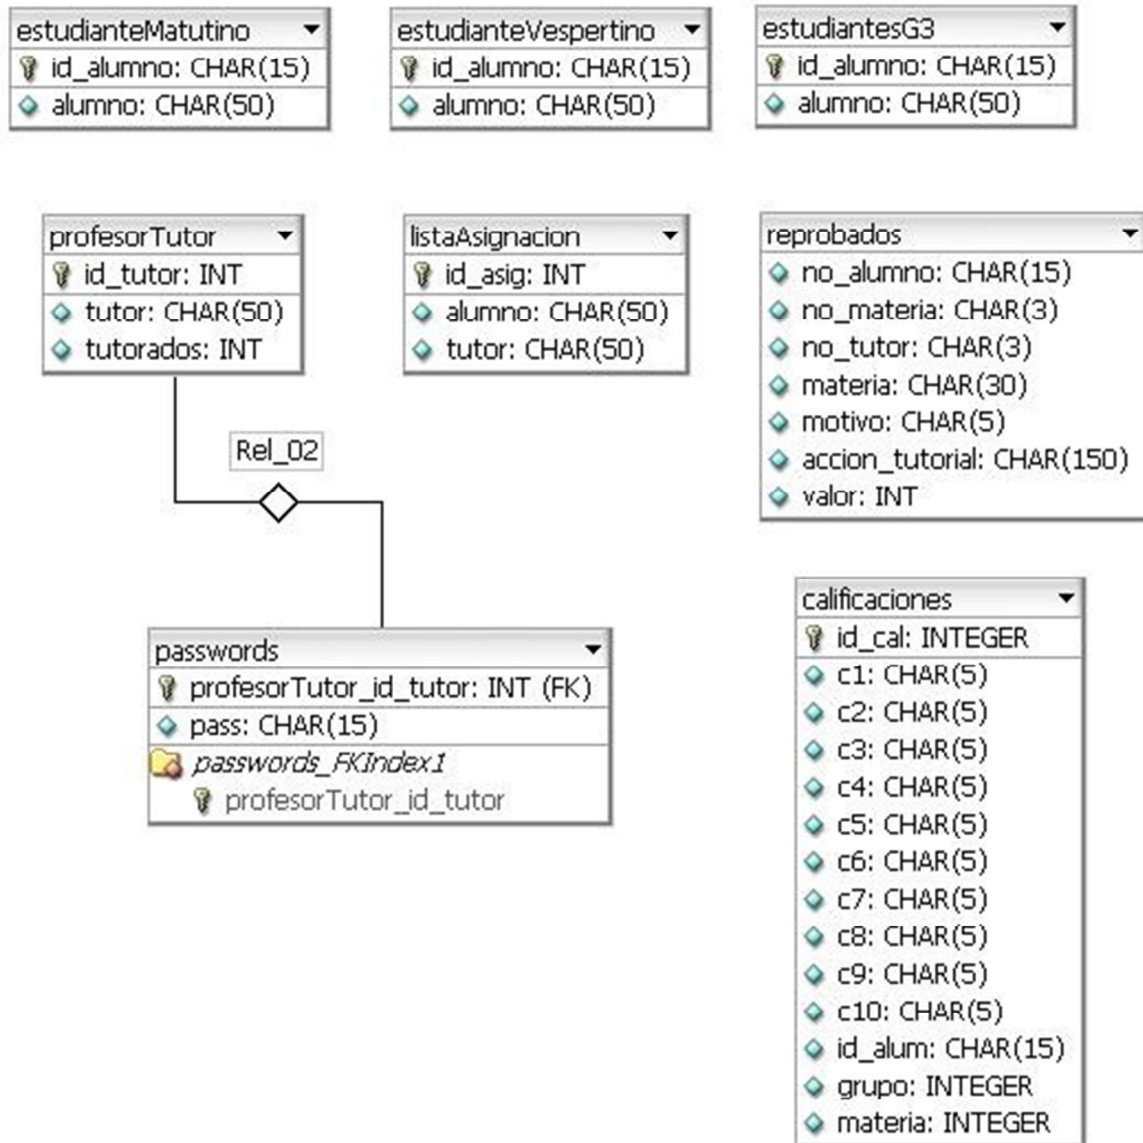 estudianteMatutino
id_alumno: CHAR(15)
alumno: CHAR(50)
estudianteVespertino
id_alumno: CHAR(15)
alumno: CHAR(50)
estudiantesG3
id_alumno: CHAR(15)
alumno: CHAR(50)
profesorTutor
id_tutor: INT
tutor: CHAR(50)
tutorados: INT
listaAsignacion
id_asig: INT
alumno: CHAR(50)
tutor: CHAR(50)
reprobados
no_alumno: CHAR(15)
no_materia: CHAR(3)
no_tutor: CHAR(3)
materia: CHAR(30)
motivo: CHAR(5)
accion_tutorial: CHAR(150)
valor: INT
Rel_02
passwords
profesorTutor_id_tutor: INT (FK)
pass: CHAR(15)
passwords_FKIndex1
profesorTutor_id_tutor
calificaciones
id_cal: INTEGER
c1: CHAR(5)
c2: CHAR(5)
c3: CHAR(5)
c4: CHAR(5)
c5: CHAR(5)
c6: CHAR(5)
c7: CHAR(5)
c8: CHAR(5)
c9: CHAR(5)
c10: CHAR(5)
id_alum: CHAR(15)
grupo: INTEGER
materia: INTEGER